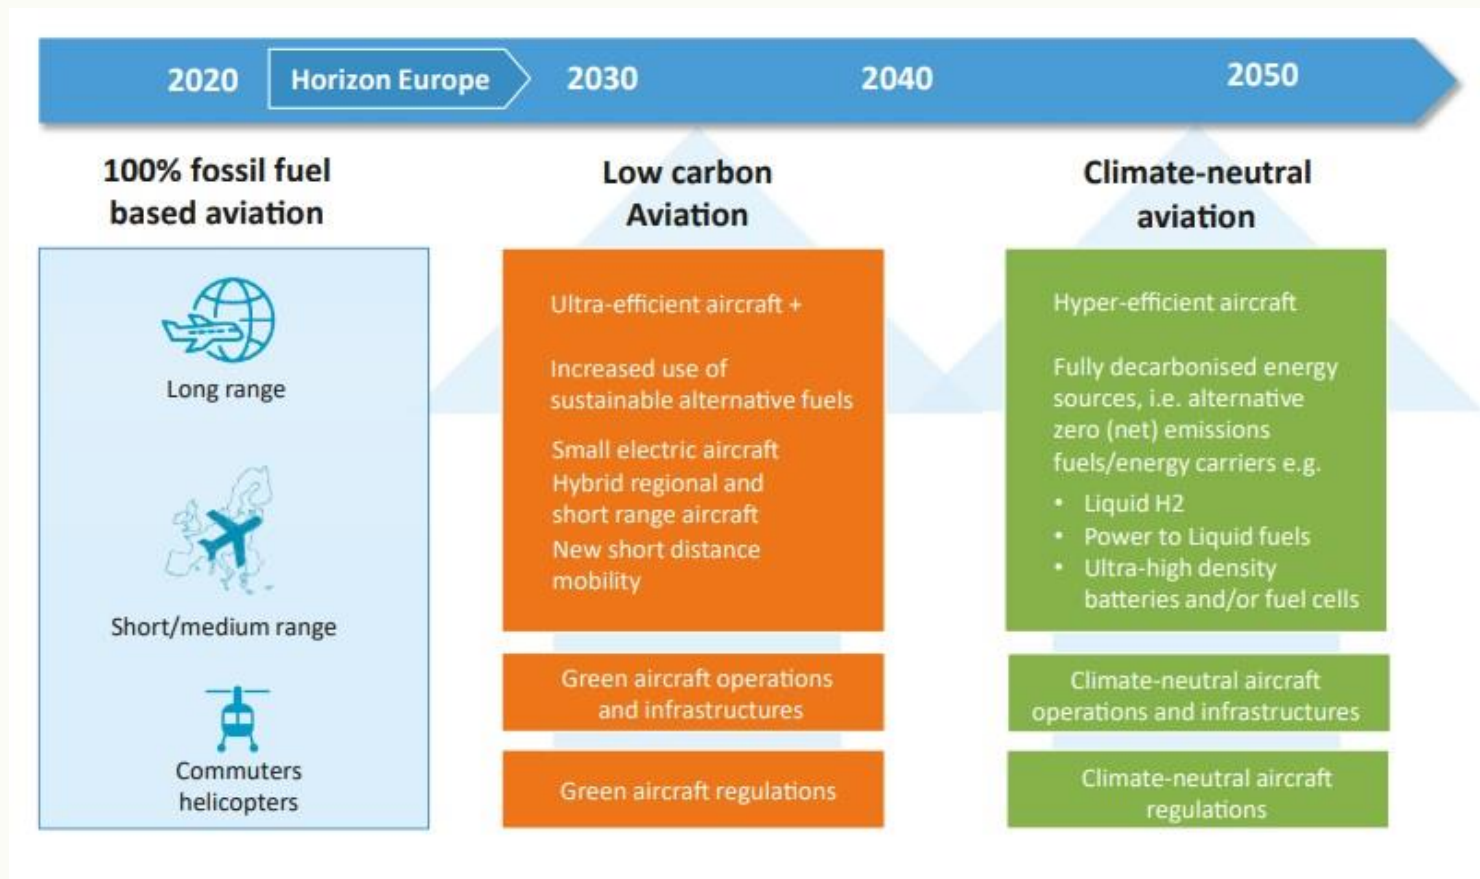 2020
Horizon Europe
2030
2040
2050
100% fossil fuel
based aviation
Long range
Short/medium range
Commuters
helicopters
Low carbon
Aviation
Ultra-efficient aircraft +
Increased use of
sustainable alternative fuels
Small electric aircraft
Hybrid regional and
short range aircraft
New short distance
mobility
Green aircraft operations
and infrastructures
Green aircraft regulations
Climate-neutral
aviation
Hyper-efficient aircraft
Fully decarbonised energy
sources, i.e. alternative
zero (net) emissions
fuels/energy carriers e.g.
• Liquid H2
• Power to Liquid fuels
• Ultra-high density
batteries and/or fuel cells
Climate-neutral aircraft
operations and infrastructures
Climate-neutral aircraft
regulations